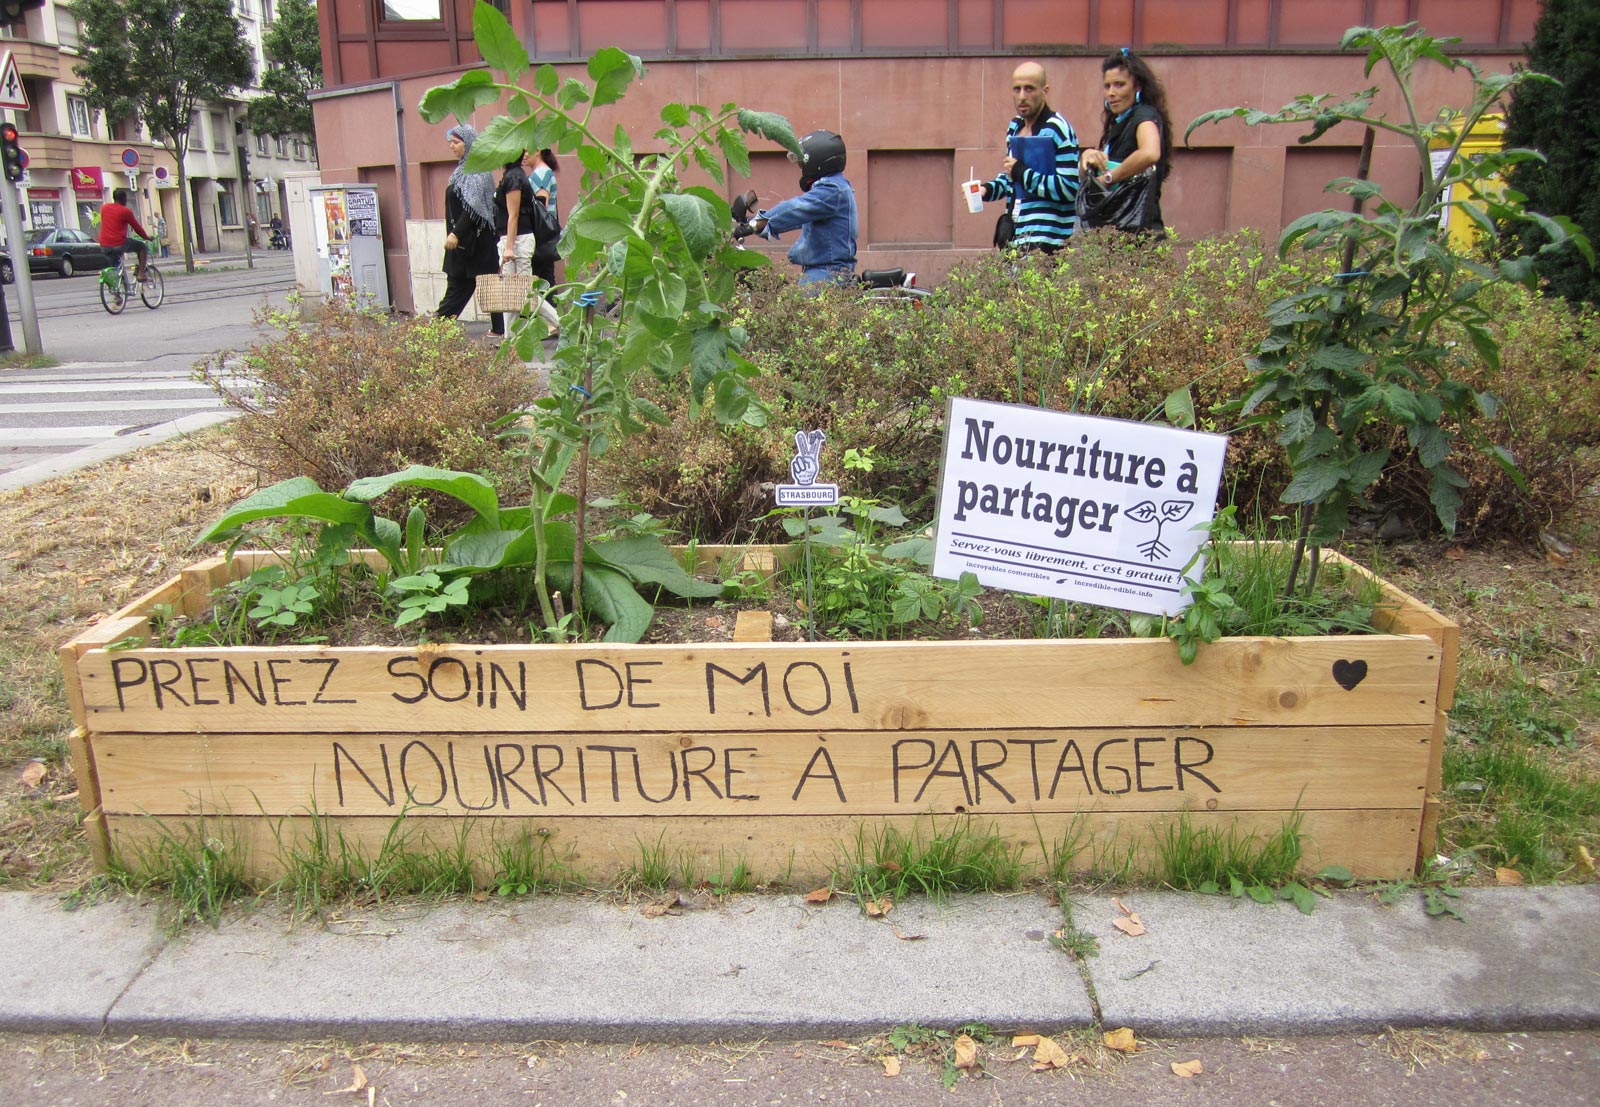 GRATUIT
Nourriture à
partager
Servez-vous librement, c'est gratuit !
incroyables comestibles incredible-edible.info
STRASBOURG
PRENEZ SOiN DE MOi
NOURRITURE A PARTAGER